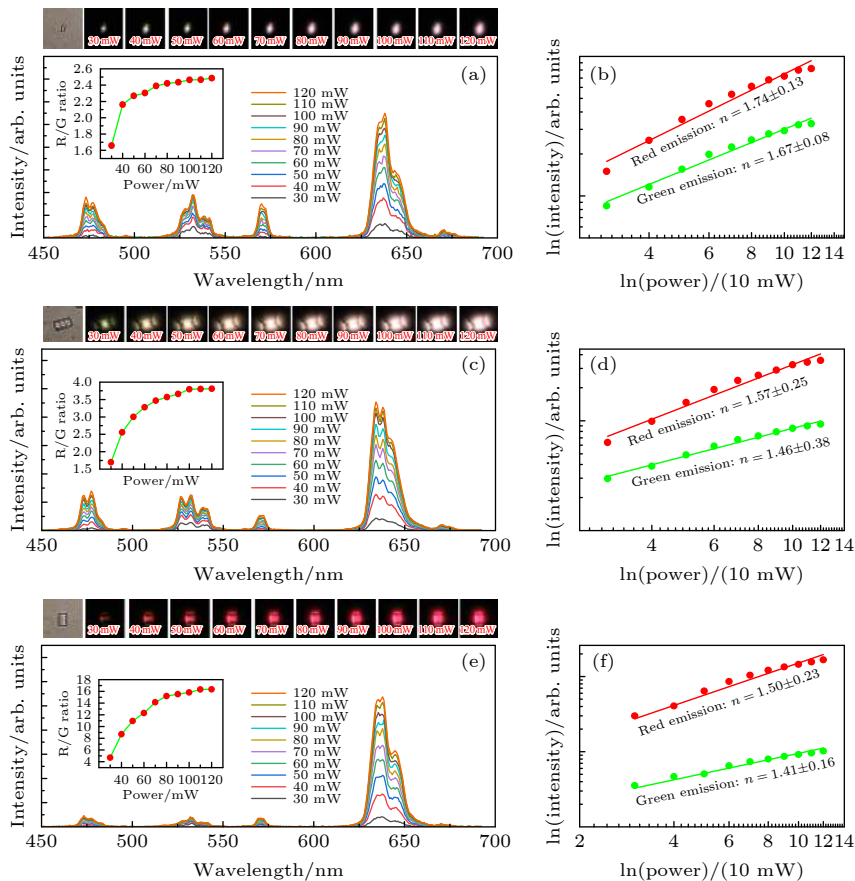 30 mW 40 mW 50 mW 60 mW 70 mW 80 mW 90 mW 100 mW 110 mW 120 mW
(a)
Intensity/arb. units
R/G ratio
2.6
2.4
2.2
2.0
1.8
1.6
40 60 80 100 120
Power/mW
120 mW
110 mW
100 mW
90 mW
80 mW
70 mW
60 mW
50 mW
40 mW
30 mW
450 500 550 600 650 700
Wavelength/nm
(b)
ln(intensity)/arb. units
Red emission: n = 1.74±0.13
Green emission: n = 1.67±0.08
4 6 8 10 12 14
ln(power)/(10 mW)
30 mW 40 mW 50 mW 60 mW 70 mW 80 mW 90 mW 100 mW 110 mW 120 mW
(c)
Intensity/arb. units
R/G ratio
4.0
3.5
3.0
2.5
2.0
1.5
Power/mW
120 mW
110 mW
100 mW
90 mW
80 mW
70 mW
60 mW
50 mW
40 mW
30 mW
450 500 550 600 650 700
Wavelength/nm
(d)
ln(intensity)/arb. units
Red emission: n = 1.57±0.25
Green emission: n = 1.46±0.38
4 6 8 10 12 14
ln(power)/(10 mW)
30 mW 40 mW 50 mW 60 mW 70 mW 80 mW 90 mW 100 mW 110 mW 120 mW
(e)
Intensity/arb. units
R/G ratio
18
16
14
12
10
8
6
4
40 60 80 100 120
Power/mW
120 mW
110 mW
100 mW
90 mW
80 mW
70 mW
60 mW
50 mW
40 mW
30 mW
450 500 550 600 650 700
Wavelength/nm
(f)
ln(intensity)/arb. units
Red emission: n = 1.50±0.23
Green emission: n = 1.41±0.16
2 4 6 8 10 12 14
ln(power)/(10 mW)